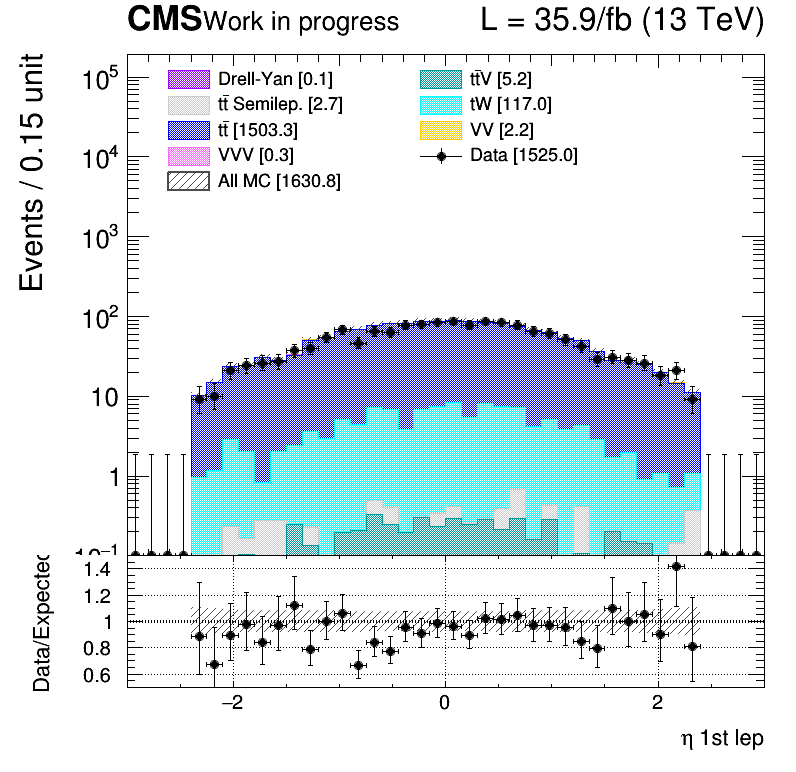 CMS Work in progress L = 35.9/fb (13 TeV)
Events / 0.15 unit
10⁵
10⁴
10³
10²
10
1
10⁻¹
Drell-Yan [0.1]
tt̄ Semilep. [2.7]
tt̄ [1503.3]
VVV [0.3]
All MC [1630.8]
tt̄V [5.2]
tW [117.0]
VV [2.2]
Data [1525.0]
Data/Expected
1.4
1.2
1
0.8
0.6
−2 0 2
η 1st lep